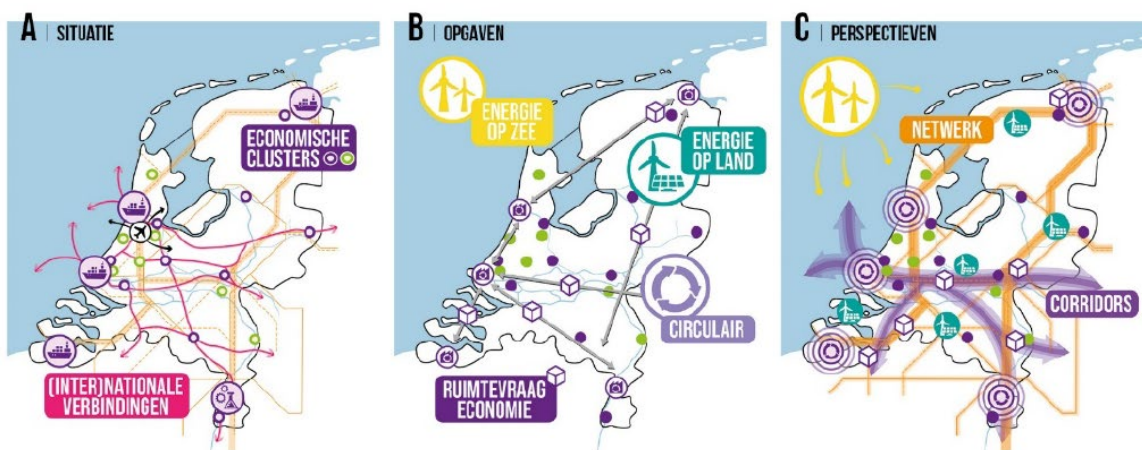 A | SITUATIE
ECONOMISCHE
CLUSTERS
(INTER)NATIONALE
VERBINDINGEN
B | OPGAVEN
ENERGIE
OP ZEE
ENERGIE
OP LAND
CIRCULAIR
RUIMTEVRAAG
ECONOMIE
C | PERSPECTIEVEN
NETWERK
CORRIDORS